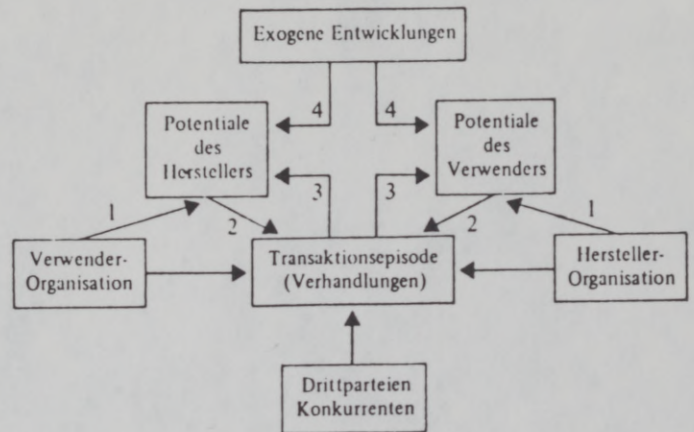 Exogene Entwicklungen
4
4
Potentiale
des
Herstellers
Potentiale
des
Verwenders
3
3
1
2
2
1
Verwender-
Organisation
Transaktionsepisode
(Verhandlungen)
Hersteller-
Organisation
Drittparteien
Konkurrenten